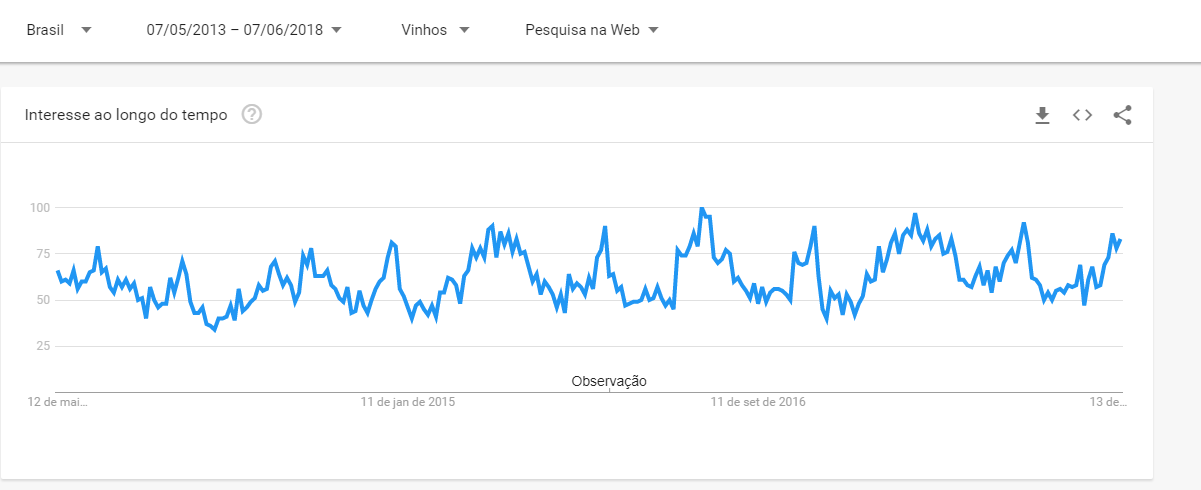 Brasil 07/05/2013 – 07/06/2018 Vinhos Pesquisa na Web
Interesse ao longo do tempo ?
100
75
50
25
Observação
12 de mai… 11 de jan de 2015 11 de set de 2016 13 de…